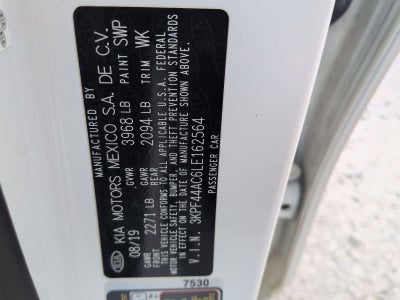 MANUFACTURED BY
KIA MOTORS MEXICO S.A. DE C.V.
08/19 GVWR 3968 LB PAINT SWP
GAWR FRONT 2271 LB GAWR REAR 2094 LB TRIM WK
THIS VEHICLE CONFORMS TO ALL APPLICABLE U.S.A. FEDERAL
MOTOR VEHICLE SAFETY, BUMPER, AND THEFT PREVENTION STANDARDS
IN EFFECT ON THE DATE OF MANUFACTURE SHOWN ABOVE.
V.I.N. 3KPF44AC6LE162564
PASSENGER CAR
7530